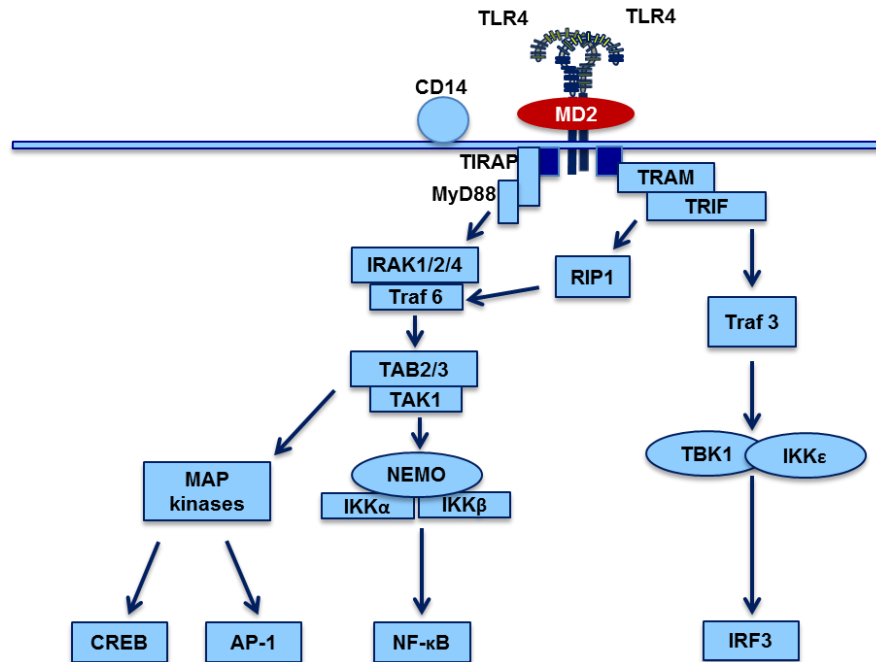 TLR4
TLR4
CD14
MD2
TIRAP
TRAM
MyD88
TRIF
IRAK1/2/4
RIP1
Traf 6
Traf 3
TAB2/3
TAK1
TBK1
IKKε
MAP
kinases
NEMO
IKKα
IKKβ
CREB
AP-1
NF-κB
IRF3